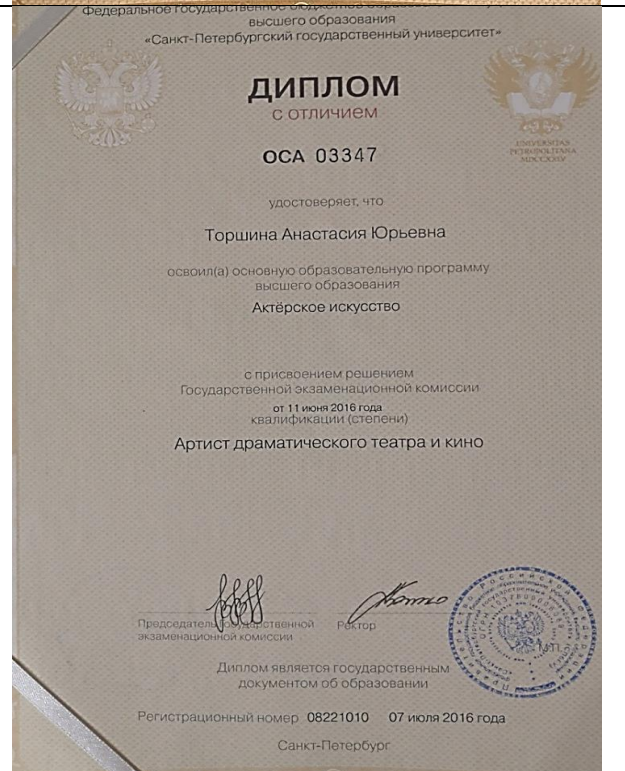 Федеральное государственное бюджетное
высшего образования
«Санкт-Петербургский государственный университет»
ДИПЛОМ
с отличием
UNIVERSITAS
PETROPOLITANA
MDCCXXIV
ОСА 03347
удостоверяет, что
Торшина Анастасия Юрьевна
освоил(а) основную образовательную программу
высшего образования
Актёрское искусство
с присвоением решением
Государственной экзаменационной комиссии
от 11 июня 2016 года
квалификации (степени)
Артист драматического театра и кино
Председатель Государственной
экзаменационной комиссии
Ректор
М.П.
Диплом является государственным
документом об образовании
Регистрационный номер 08221010 07 июля 2016 года
Санкт-Петербург